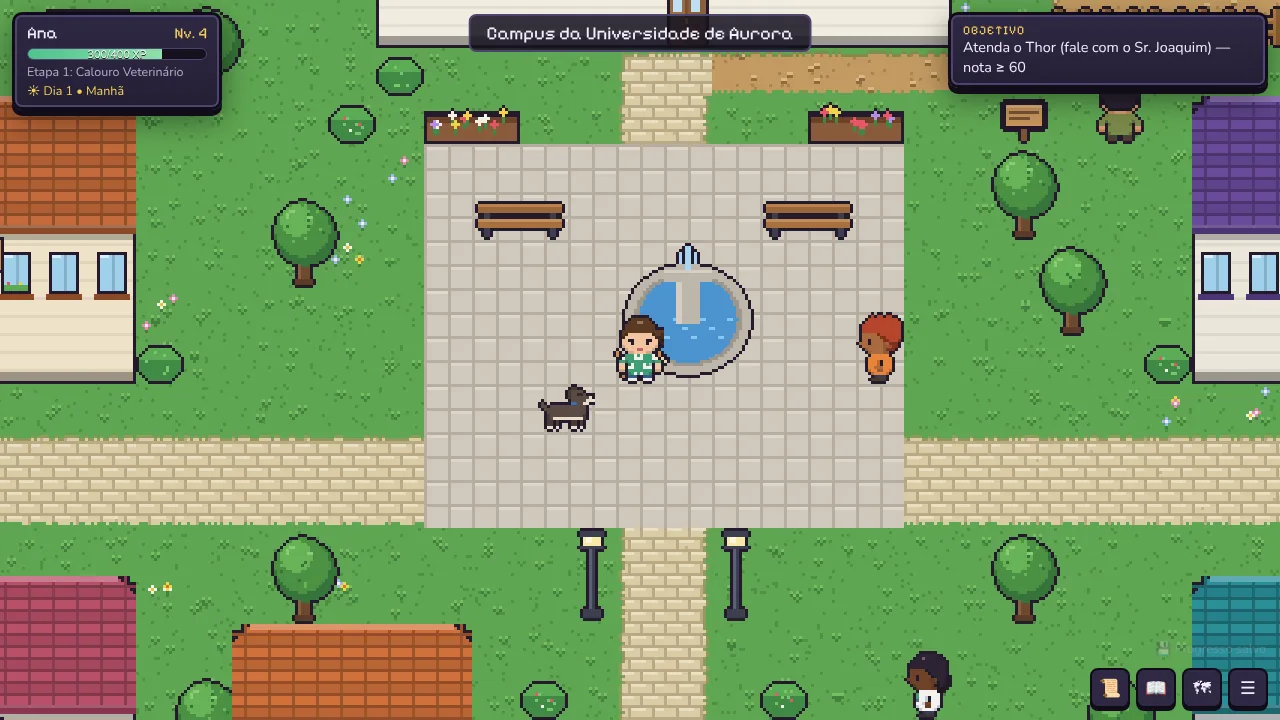 Ana Nv. 4
300/400 XP
Etapa 1: Calouro Veterinário
☀ Dia 1 • Manhã
Campus da Universidade de Aurora
OBJETIVO
Atenda o Thor (fale com o Sr. Joaquim) —
nota ≥ 60